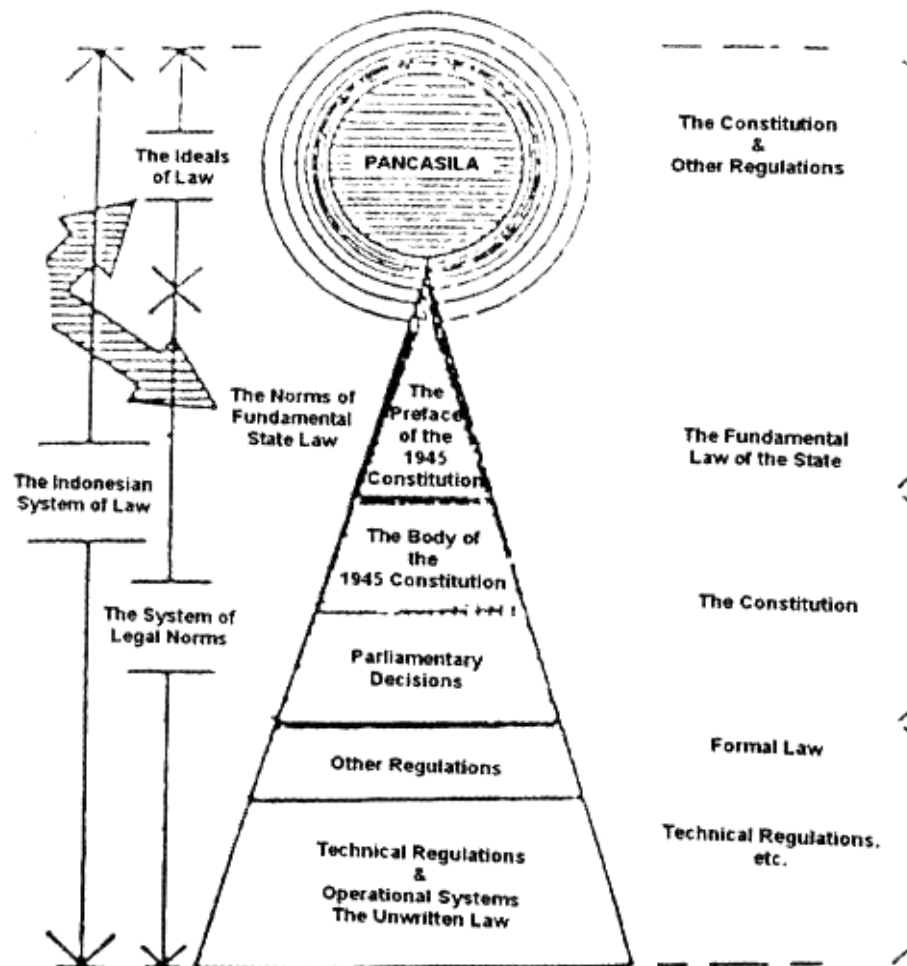 The Ideals
of Law
PANCASILA
The Constitution
&
Other Regulations
The Norms of
Fundamental
State Law
The
Preface
of the
1945
Constitution
The Fundamental
Law of the State
The Indonesian
System of Law
The Body of
the
1945 Constitution
The Constitution
The System of
Legal Norms
Parliamentary
Decisions
Other Regulations
Formal Law
Technical Regulations
&
Operational Systems
The Unwritten Law
Technical Regulations.
etc.